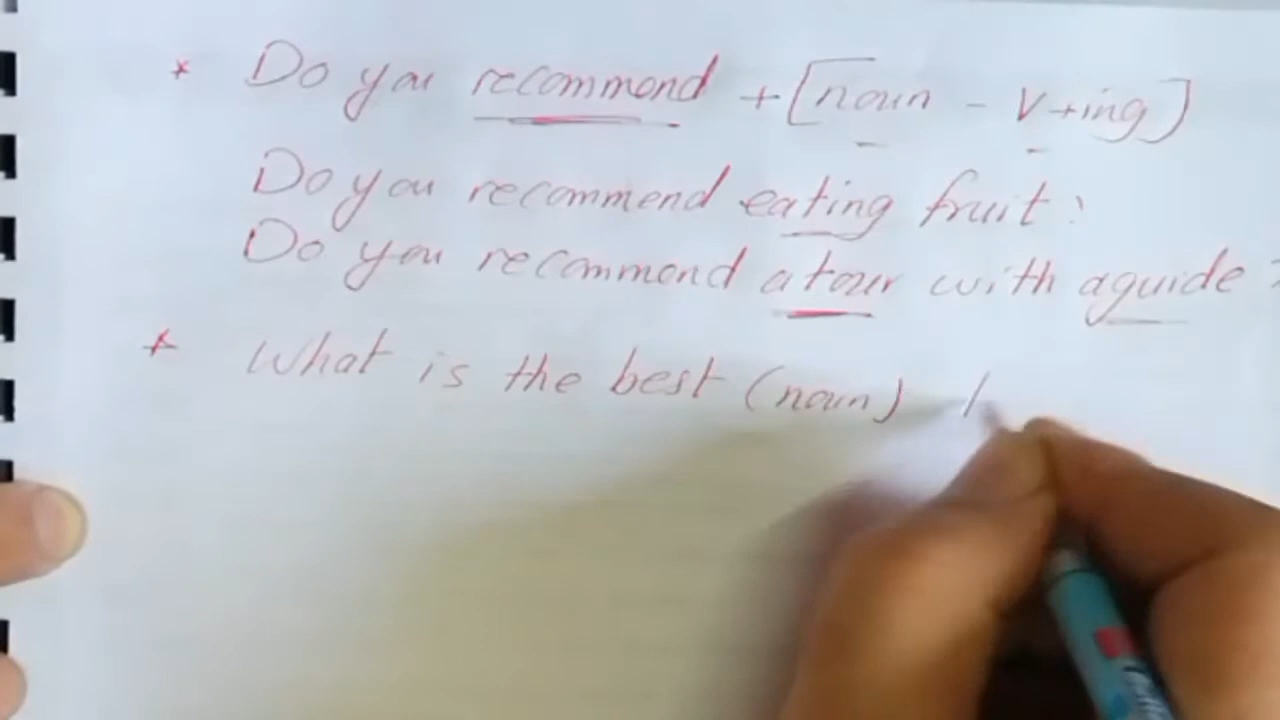 * Do you recommend + [noun - V+ing]
Do you recommend eating fruit?
Do you recommend a tour with a guide?
* What is the best (noun)